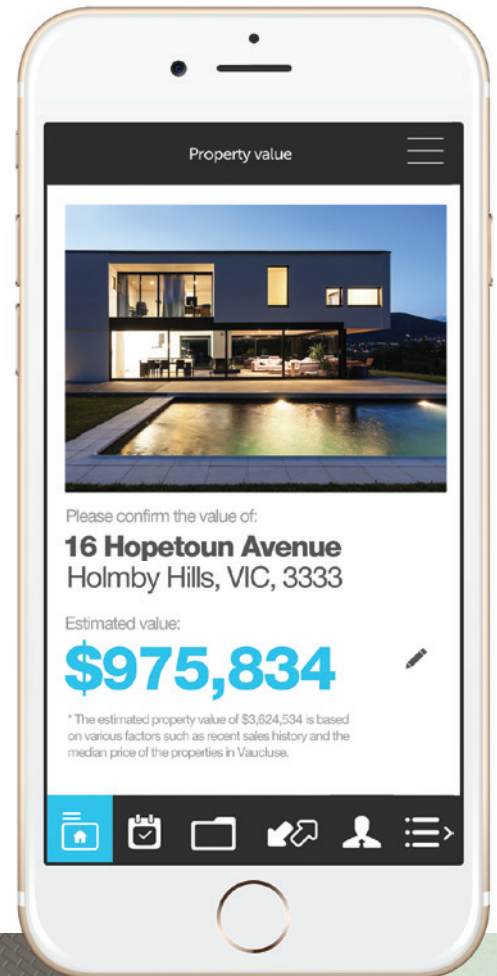 Property value
Please confirm the value of:
16 Hopetoun Avenue
Holmby Hills, VIC, 3333
Estimated value:
$975,834
* The estimated property value of $3,624,534 is based
on various factors such as recent sales history and the
median price of the properties in Vaucluse.